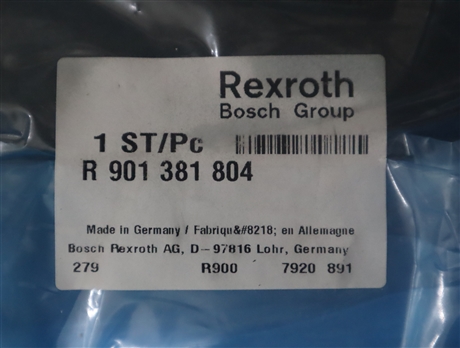 Rexroth
Bosch Group
1 ST/Pc
R 901 381 804
Made in Germany / Fabriqu&#8218; en Allemagne
Bosch Rexroth AG, D-97816 Lohr, Germany
279 R900 7920 891